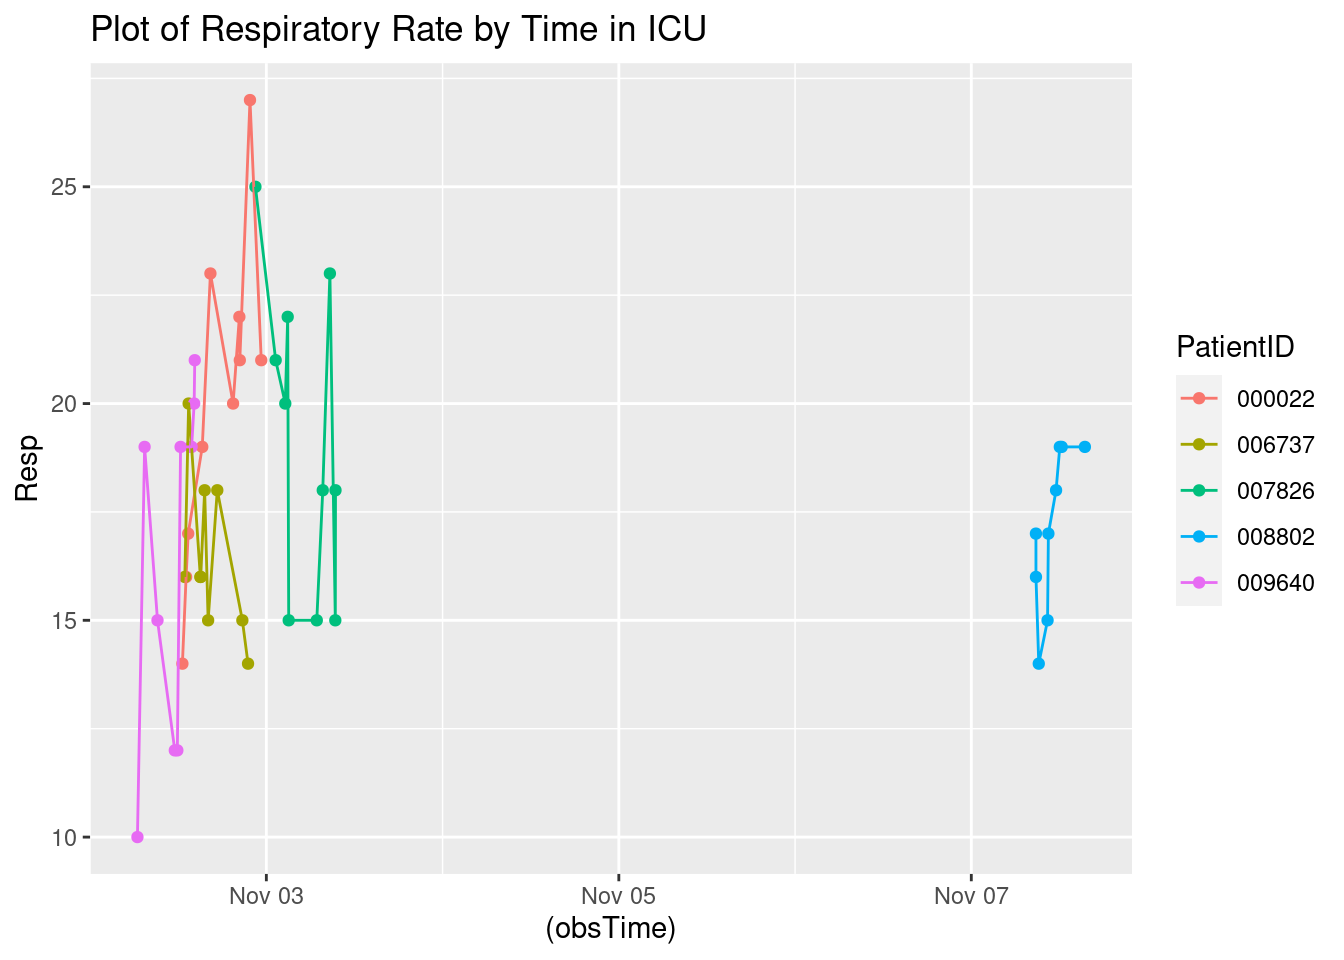 Plot of Respiratory Rate by Time in ICU
25
20
15
10
Resp
Nov 03
Nov 05
Nov 07
(obsTime)
PatientID
000022
006737
007826
008802
009640